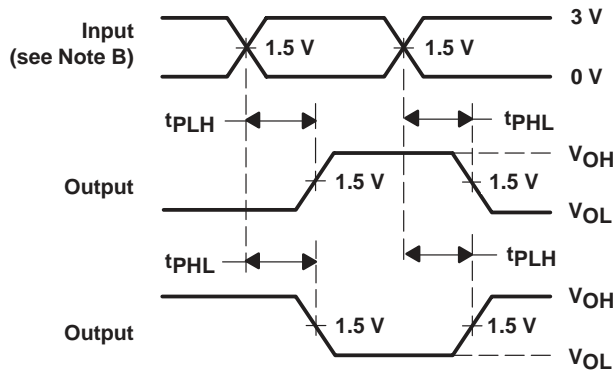 Input
(see Note B)
1.5 V
1.5 V
3 V
0 V
tPLH
tPHL
Output
1.5 V
1.5 V
VOH
VOL
tPHL
tPLH
Output
1.5 V
1.5 V
VOH
VOL